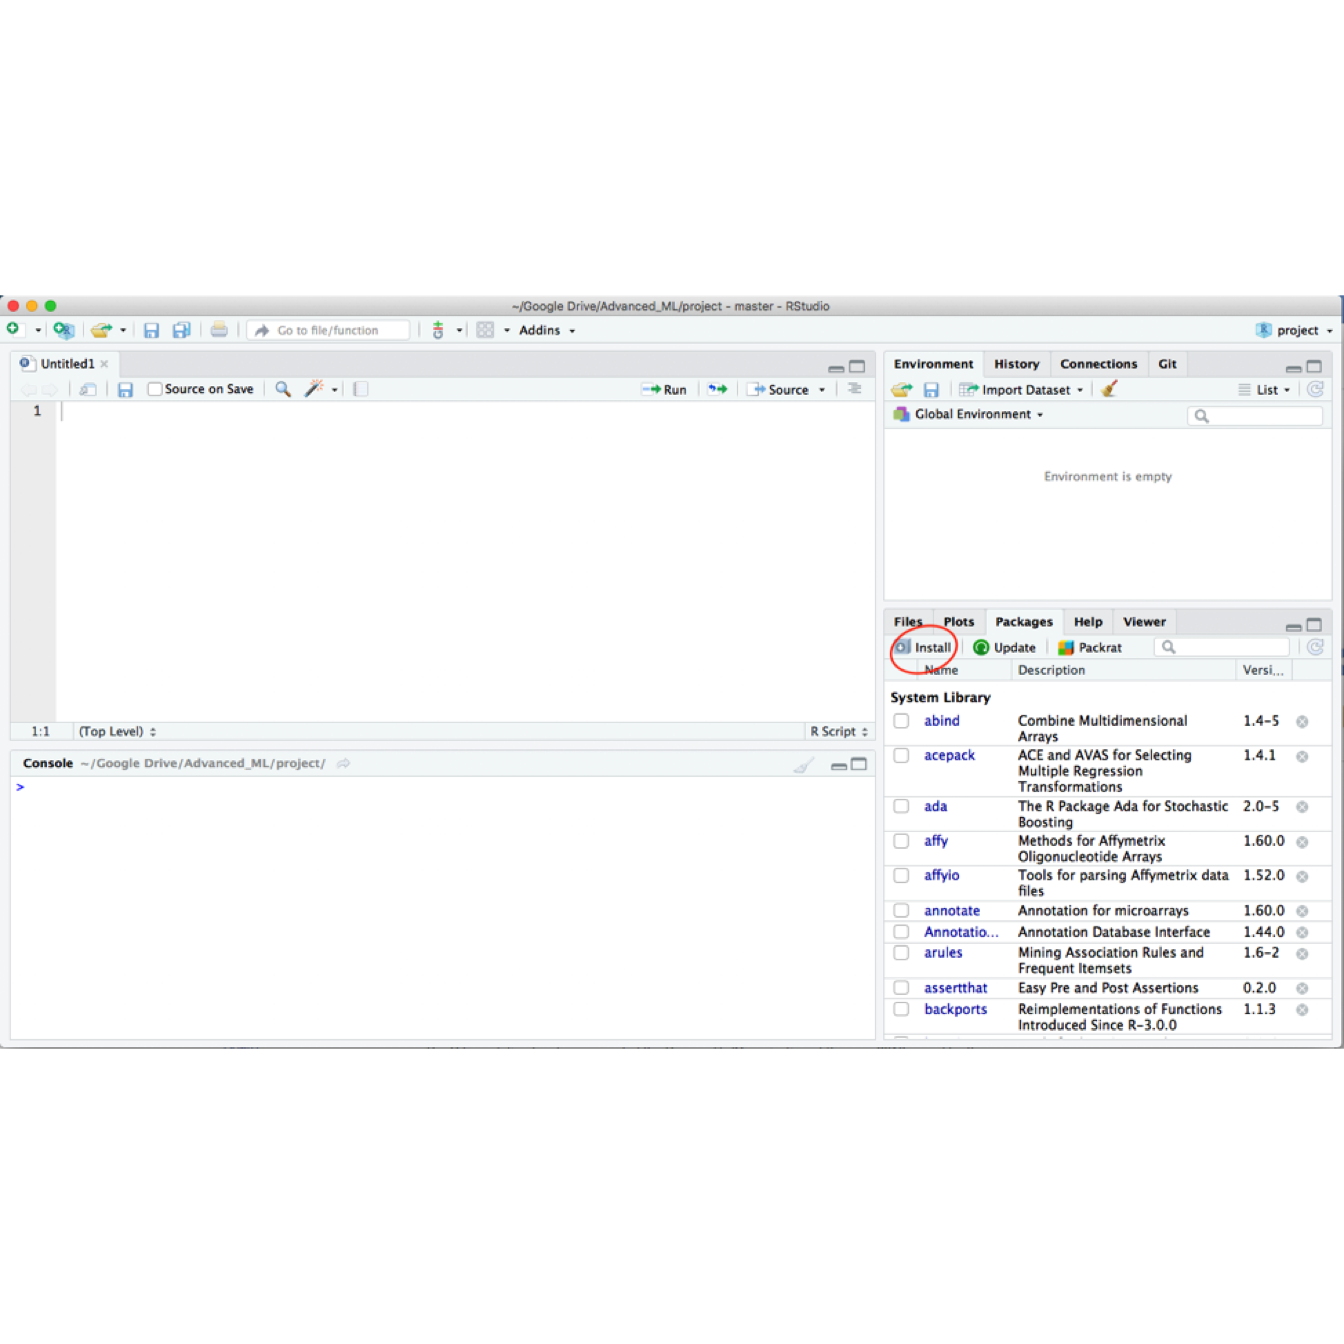 ~/Google Drive/Advanced_ML/project - master - RStudio
Go to file/function
Addins
project
Untitled1
Source on Save
Run
Source
1
1:1 (Top Level) R Script
Console ~/Google Drive/Advanced_ML/project/
>
Environment History Connections Git
Import Dataset List
Global Environment
Environment is empty
Files Plots Packages Help Viewer
Install Update Packrat
Name Description Versi...
System Library
abind Combine Multidimensional 1.4-5
Arrays
acepack ACE and AVAS for Selecting 1.4.1
Multiple Regression
Transformations
ada The R Package Ada for Stochastic 2.0-5
Boosting
affy Methods for Affymetrix 1.60.0
Oligonucleotide Arrays
affyio Tools for parsing Affymetrix data 1.52.0
files
annotate Annotation for microarrays 1.60.0
Annotatio... Annotation Database Interface 1.44.0
arules Mining Association Rules and 1.6-2
Frequent Itemsets
assertthat Easy Pre and Post Assertions 0.2.0
backports Reimplementations of Functions 1.1.3
Introduced Since R-3.0.0